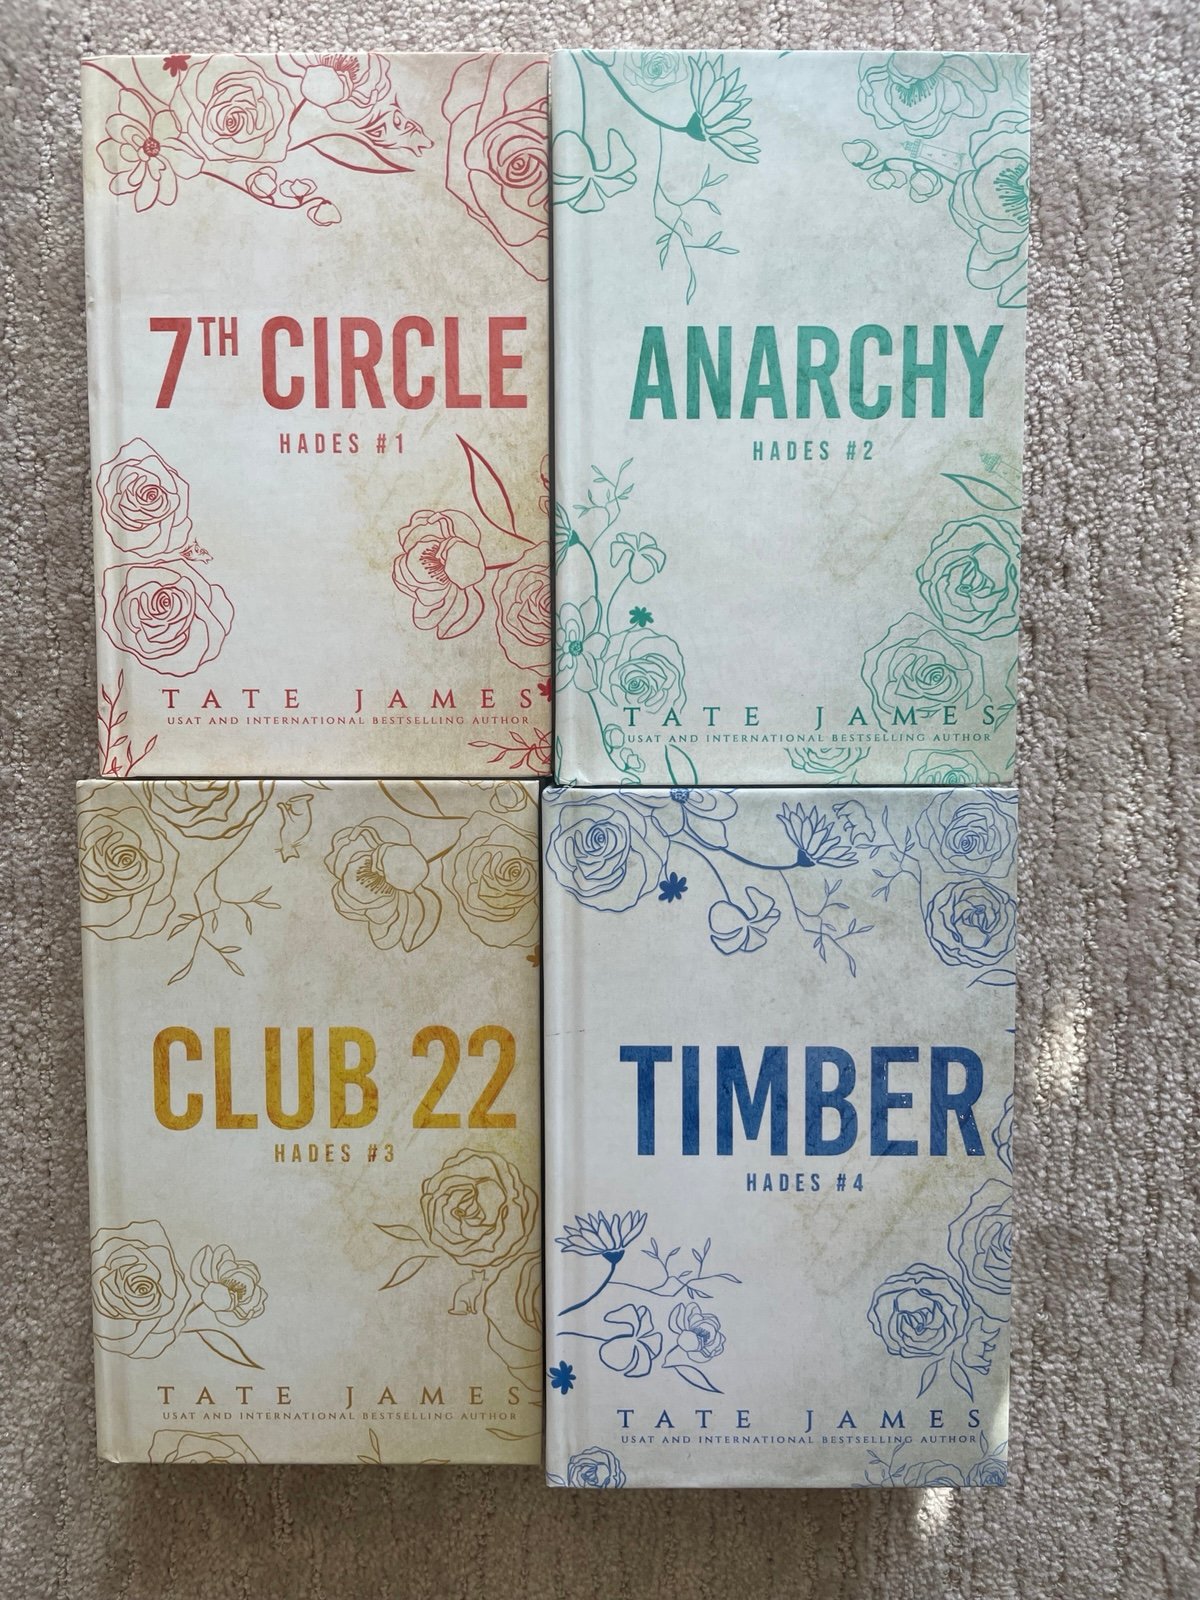 7TH CIRCLE
HADES #1
TATE JAMES
USAT AND INTERNATIONAL BESTSELLING AUTHOR
ANARCHY
HADES #2
TATE JAMES
USAT AND INTERNATIONAL BESTSELLING AUTHOR
CLUB 22
HADES #3
TATE JAMES
USAT AND INTERNATIONAL BESTSELLING AUTHOR
TIMBER
HADES #4
TATE JAMES
USAT AND INTERNATIONAL BESTSELLING AUTHOR